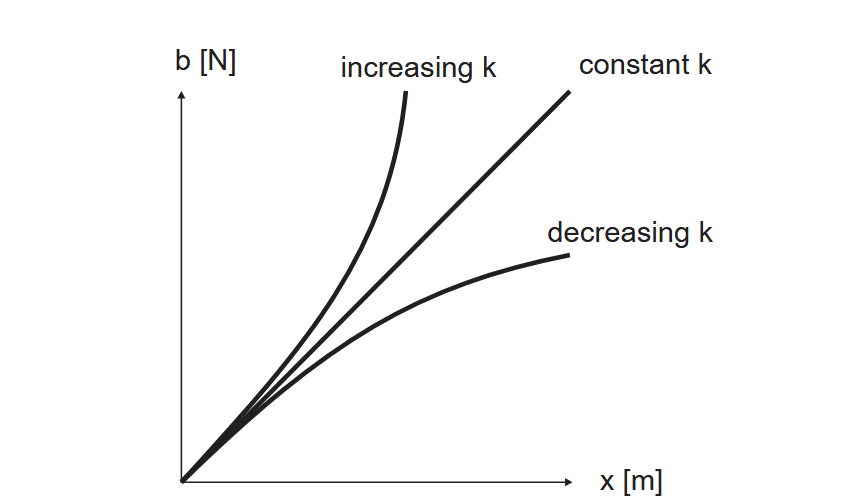 b [N]
increasing k
constant k
decreasing k
x [m]